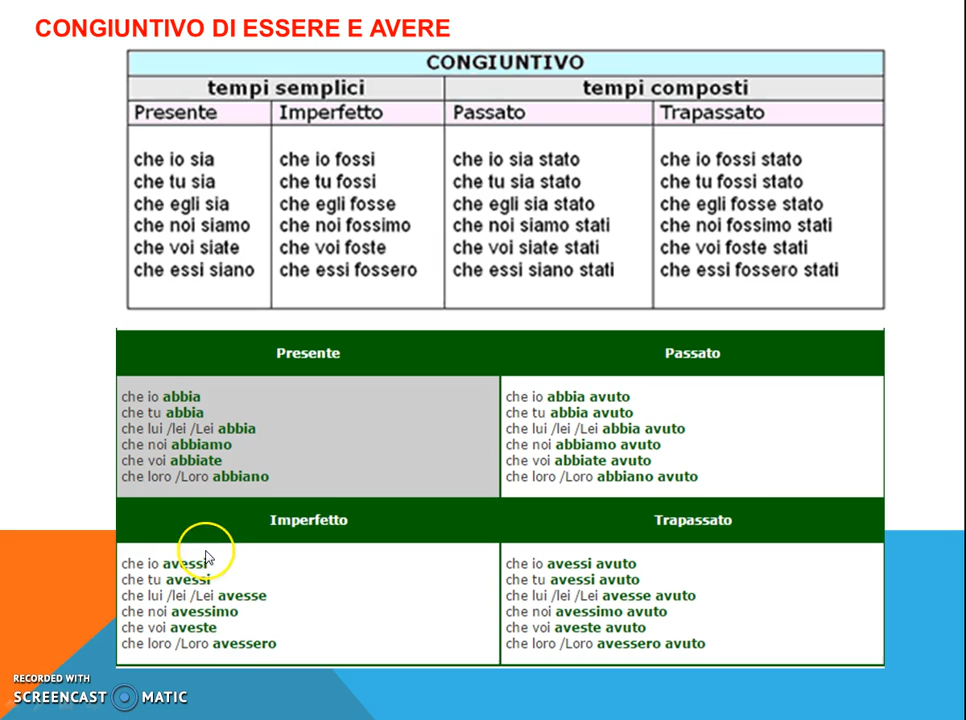 CONGIUNTIVO DI ESSERE E AVERE
CONGIUNTIVO
tempi semplici tempi composti
Presente Imperfetto Passato Trapassato
che io sia che io fossi che io sia stato che io fossi stato
che tu sia che tu fossi che tu sia stato che tu fossi stato
che egli sia che egli fosse che egli sia stato che egli fosse stato
che noi siamo che noi fossimo che noi siamo stati che noi fossimo stati
che voi siate che voi foste che voi siate stati che voi foste stati
che essi siano che essi fossero che essi siano stati che essi fossero stati
Presente Passato
che io abbia che io abbia avuto
che tu abbia che tu abbia avuto
che lui /lei /Lei abbia che lui /lei /Lei abbia avuto
che noi abbiamo che noi abbiamo avuto
che voi abbiate che voi abbiate avuto
che loro /Loro abbiano che loro /Loro abbiano avuto
Imperfetto Trapassato
che io avessi che io avessi avuto
che tu avessi che tu avessi avuto
che lui /lei /Lei avesse che lui /lei /Lei avesse avuto
che noi avessimo che noi avessimo avuto
che voi aveste che voi aveste avuto
che loro /Loro avessero che loro /Loro avessero avuto
RECORDED WITH
SCREENCAST MATIC